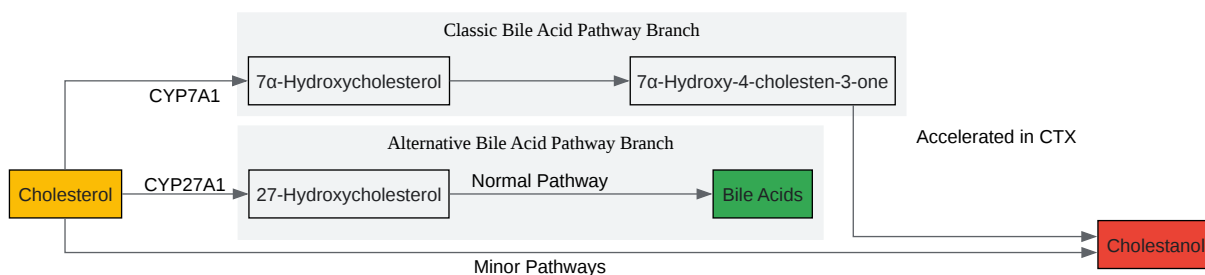 Classic Bile Acid Pathway Branch
7α-Hydroxycholesterol
7α-Hydroxy-4-cholesten-3-one
CYP7A1
Accelerated in CTX
Alternative Bile Acid Pathway Branch
Cholesterol
CYP27A1
27-Hydroxycholesterol
Normal Pathway
Bile Acids
Cholestanol
Minor Pathways